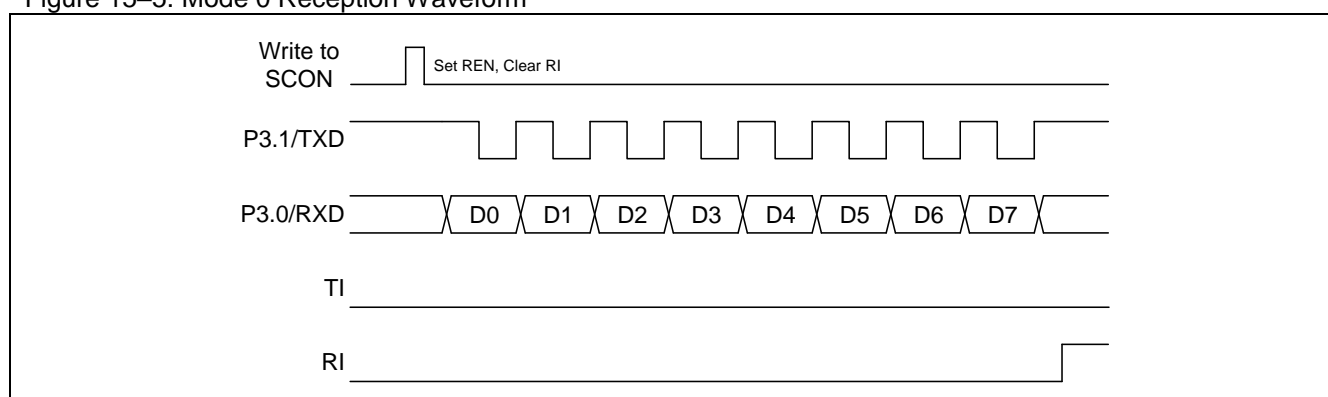 Figure 15–3. Mode 0 Reception Waveform
Write to
SCON
Set REN, Clear RI
P3.1/TXD
P3.0/RXD
D0 D1 D2 D3 D4 D5 D6 D7
TI
RI